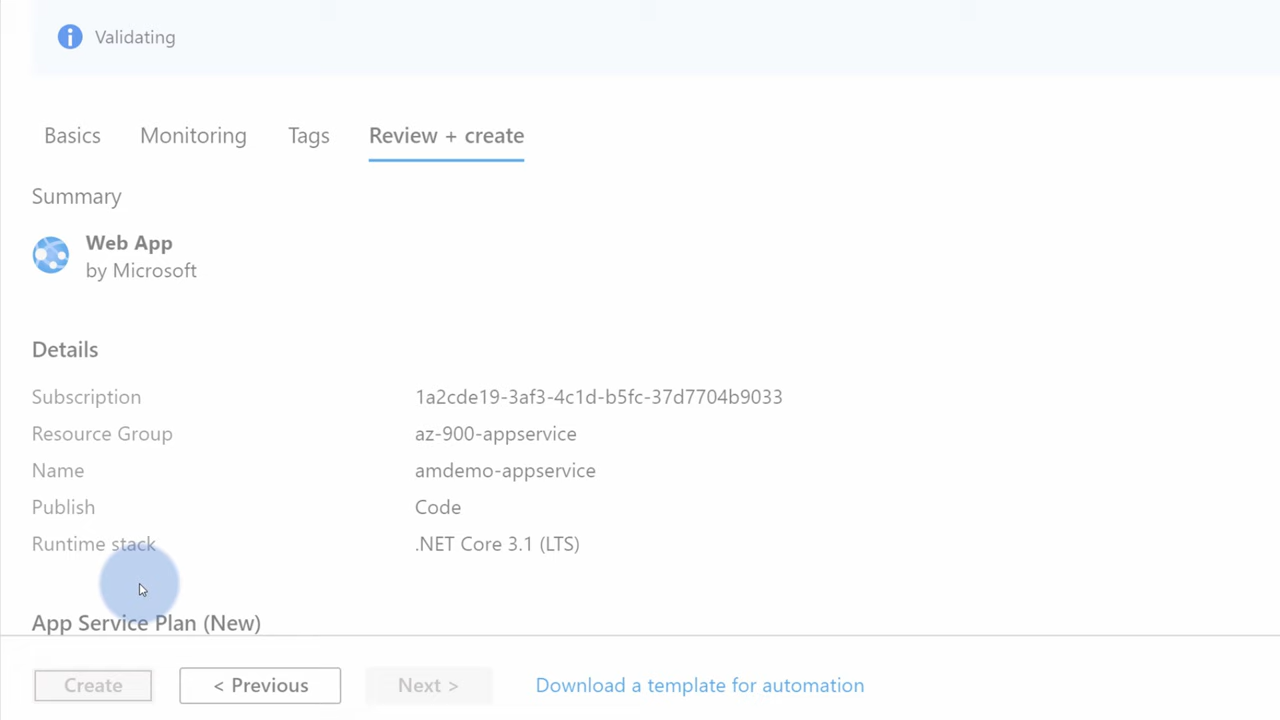 Validating
Basics Monitoring Tags Review + create
Summary
Web App
by Microsoft
Details
Subscription 1a2cde19-3af3-4c1d-b5fc-37d7704b9033
Resource Group az-900-appservice
Name amdemo-appservice
Publish Code
Runtime stack .NET Core 3.1 (LTS)
App Service Plan (New)
Create < Previous Next > Download a template for automation